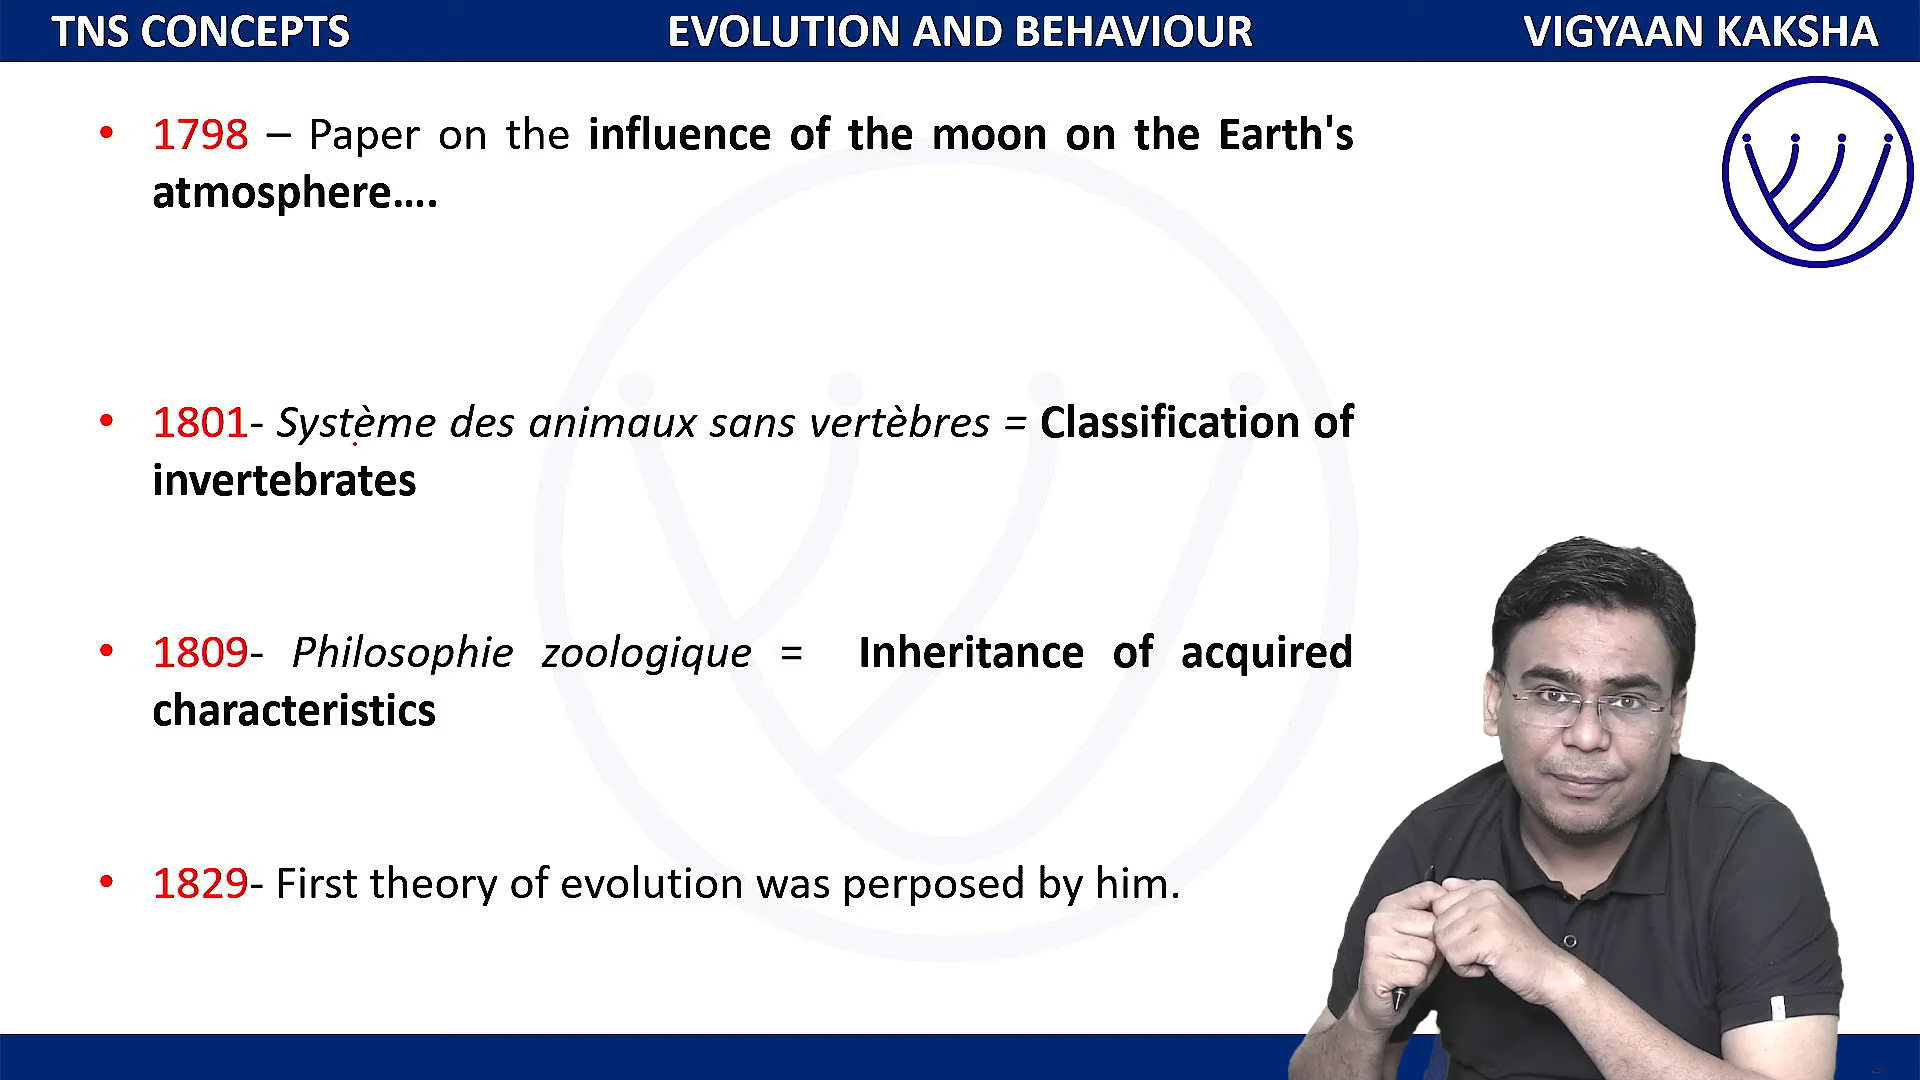 TNS CONCEPTS EVOLUTION AND BEHAVIOUR VIGYAAN KAKSHA
• 1798 – Paper on the influence of the moon on the Earth's
atmosphere....
• 1801- Système des animaux sans vertèbres = Classification of
invertebrates
• 1809- Philosophie zoologique = Inheritance of acquired
characteristics
• 1829- First theory of evolution was perposed by him.